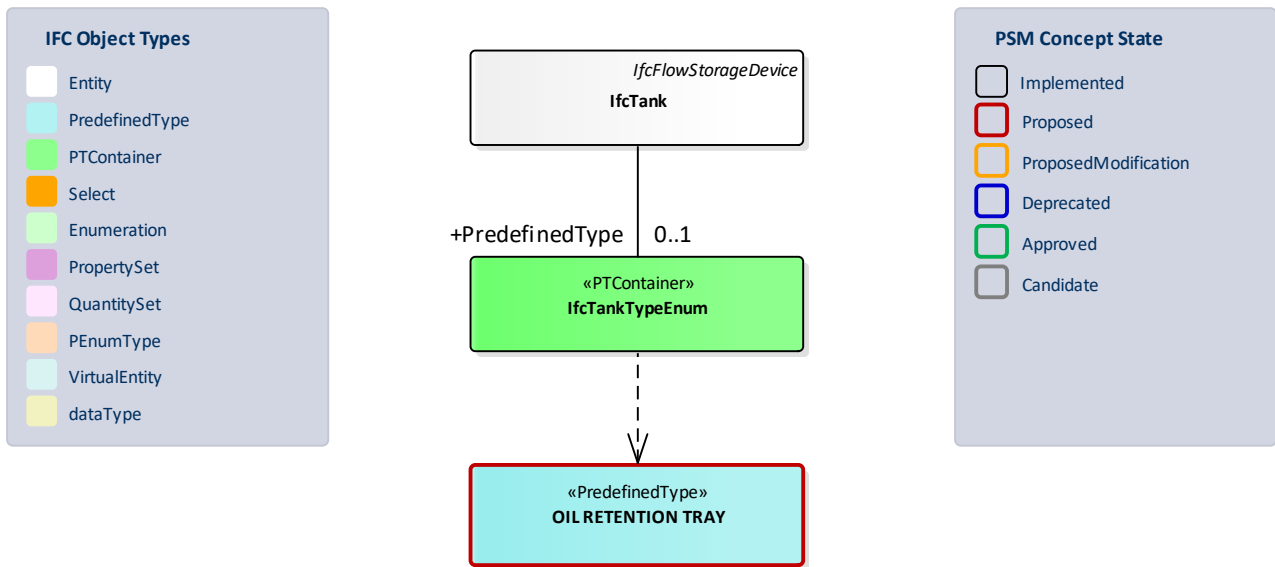 IFC Object Types
Entity
PredefinedType
PTContainer
Select
Enumeration
PropertySet
QuantitySet
PEnumType
VirtualEntity
dataType
IfcFlowStorageDevice
IfcTank
+PredefinedType 0..1
«PTContainer»
IfcTankTypeEnum
«PredefinedType»
OIL RETENTION TRAY
PSM Concept State
Implemented
Proposed
ProposedModification
Deprecated
Approved
Candidate